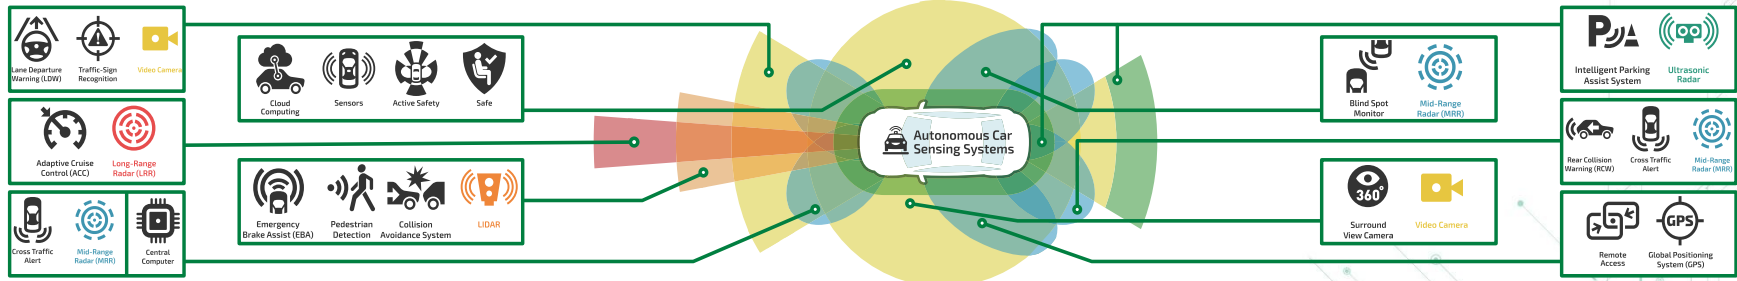 Lane Departure
Warning (LDW)
Traffic-Sign
Recognition
Video Camera
Adaptive Cruise
Control (ACC)
Long-Range
Radar (LRR)
Cross Traffic
Alert
Mid-Range
Radar (MRR)
Central
Computer
Cloud
Computing
Sensors
Active Safety
Safe
Emergency
Brake Assist (EBA)
Pedestrian
Detection
Collision
Avoidance System
LIDAR
Autonomous Car
Sensing Systems
Blind Spot
Monitor
Mid-Range
Radar (MRR)
360°
Surround
View Camera
Video Camera
P
Intelligent Parking
Assist System
Ultrasonic
Radar
Rear Collision
Warning (RCW)
Cross Traffic
Alert
Mid-Range
Radar (MRR)
Remote
Access
GPS
Global Positioning
System (GPS)